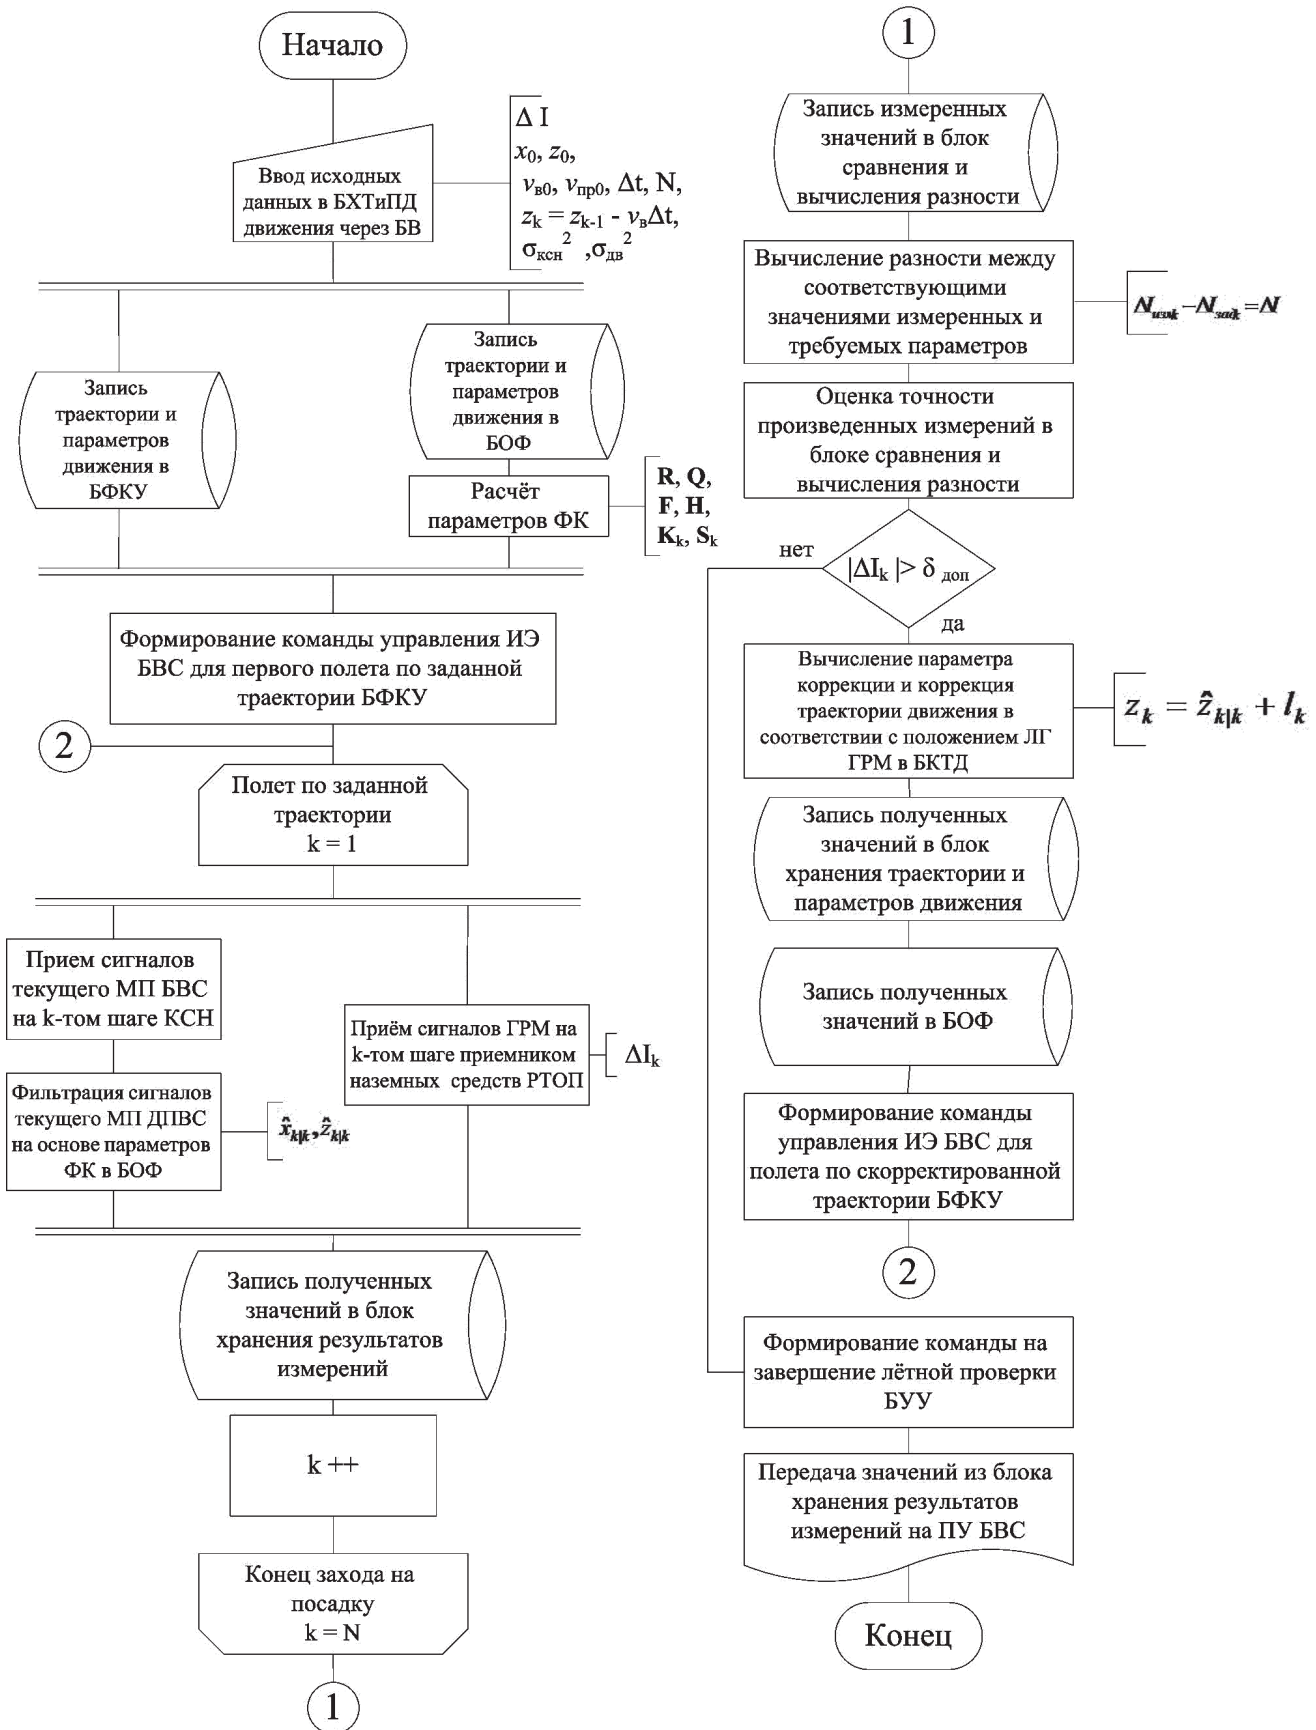 Начало
Ввод исходных
данных в БХТиПД
движения через БВ
Δ I
x₀, z₀,
vв0, vпр0, Δt, N,
zk = zk-1 - vвΔt,
σксн² ,σдв²
Запись
траектории и
параметров
движения в
БФКУ
Запись
траектории и
параметров
движения в
БОФ
Расчёт
параметров ФК
R, Q,
F, H,
Kk, Sk
Формирование команды управления ИЭ
БВС для первого полета по заданной
траектории БФКУ
2
Полет по заданной
траектории
k = 1
Прием сигналов
текущего МП БВС
на k-том шаге КСН
Фильтрация сигналов
текущего МП ДПВС
на основе параметров
ФК в БОФ
x̂k|k, ẑk|k
Приём сигналов ГРМ на
k-том шаге приемником
наземных средств РТОП
ΔIk
Запись полученных
значений в блок
хранения результатов
измерений
k ++
Конец захода на
посадку
k = N
1
1
Запись измеренных
значений в блок
сравнения и
вычисления разности
Вычисление разности между
соответствующими
значениями измеренных и
требуемых параметров
ΔIизмk – ΔIзадk = ΔI
Оценка точности
произведенных измерений в
блоке сравнения и
вычисления разности
нет
|ΔIk |> δ доп
да
Вычисление параметра
коррекции и коррекция
траектории движения в
соответствии с положением ЛГ
ГРМ в БКТД
zk = ẑk|k + lk
Запись полученных
значений в блок
хранения траектории и
параметров движения
Запись полученных
значений в БОФ
Формирование команды
управления ИЭ БВС для
полета по скорректированной
траектории БФКУ
2
Формирование команды на
завершение лётной проверки
БУУ
Передача значений из блока
хранения результатов
измерений на ПУ БВС
Конец